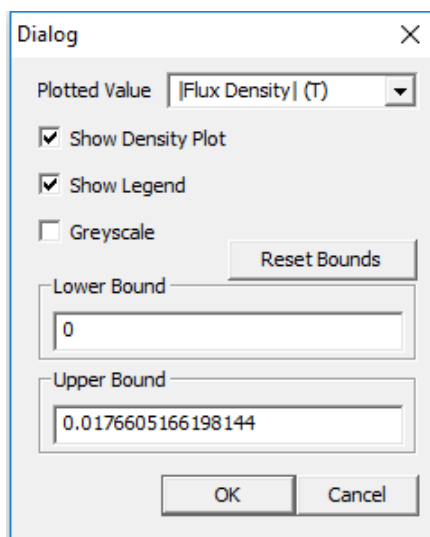 Dialog
Plotted Value |Flux Density| (T)
Show Density Plot
Show Legend
Greyscale
Reset Bounds
Lower Bound
0
Upper Bound
0.0176605166198144
OK Cancel